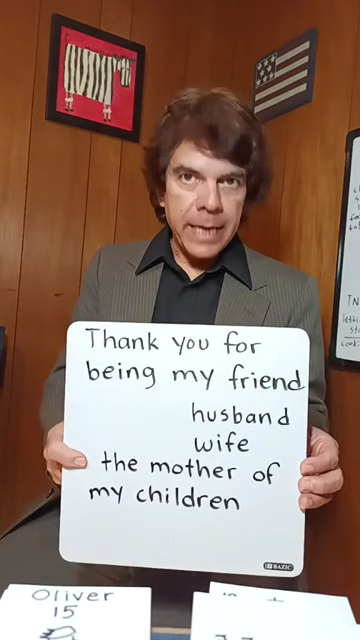 Thank you for
being my friend
husband
wife
the mother of
my children
BAZIC
Oliver
15